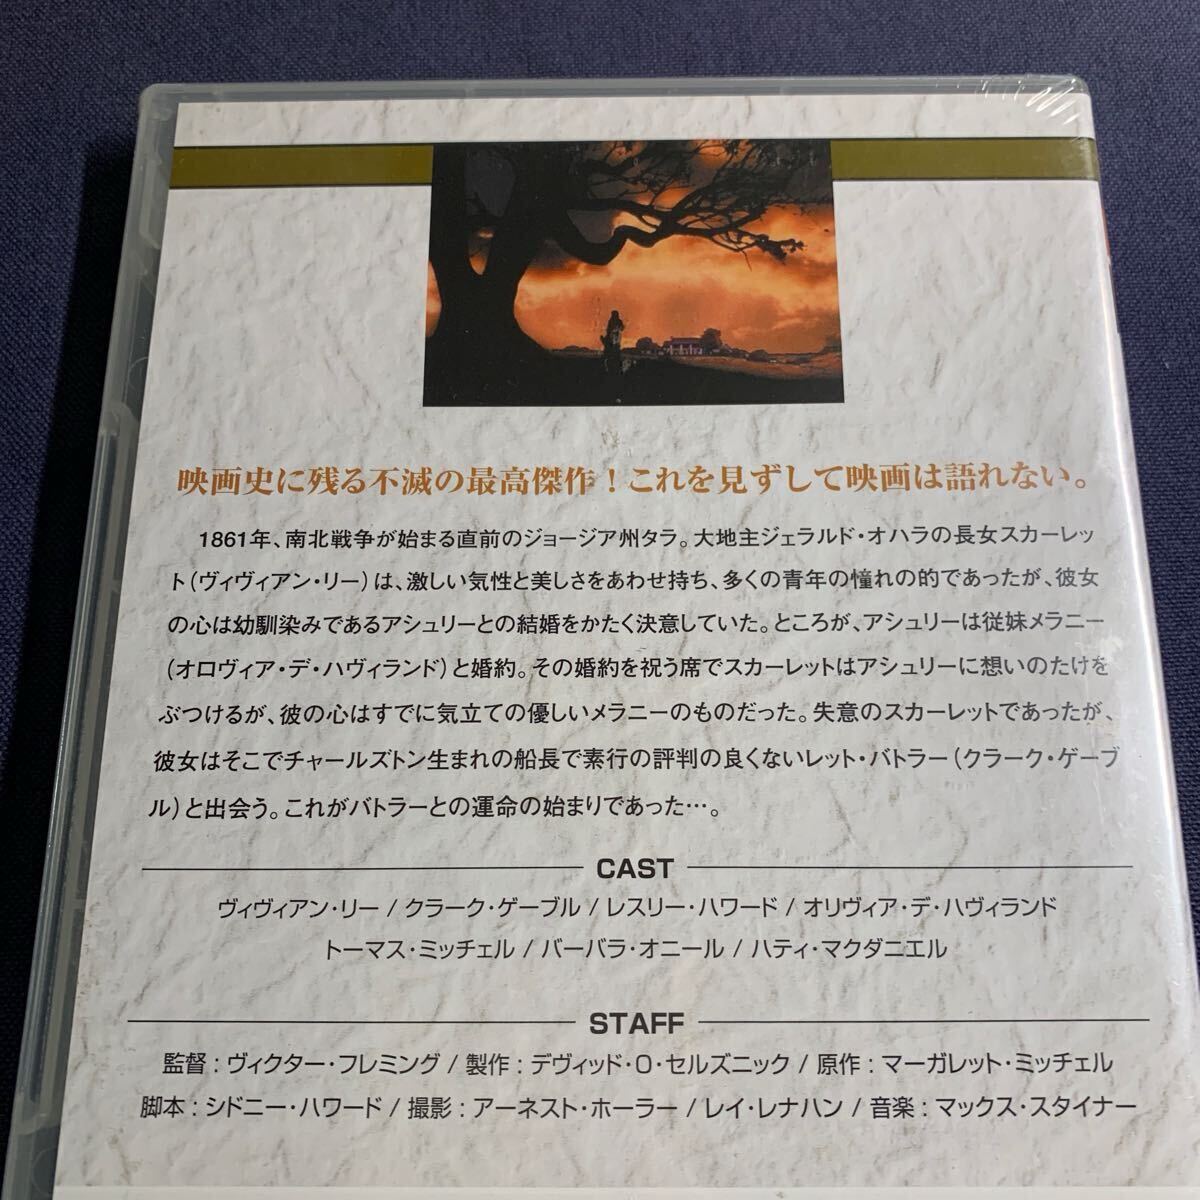 映画史に残る不滅の最高傑作！これを見ずして映画は語れない。
1861年、南北戦争が始まる直前のジョージア州タラ。大地主ジェラルド・オハラの長女スカーレッ
ト（ヴィヴィアン・リー）は、激しい気性と美しさをあわせ持ち、多くの青年の憧れの的であったが、彼女
の心は幼馴染みであるアシュリーとの結婚をかたく決意していた。ところが、アシュリーは従妹メラニー
（オロヴィア・デ・ハヴィランド）と婚約。その婚約を祝う席でスカーレットはアシュリーに想いのたけを
ぶつけるが、彼の心はすでに気立ての優しいメラニーのものだった。失意のスカーレットであったが、
彼女はそこでチャールズトン生まれの船長で素行の評判の良くないレット・バトラー（クラーク・ゲーブ
ル）と出会う。これがバトラーとの運命の始まりであった…。
CAST
ヴィヴィアン・リー / クラーク・ゲーブル / レスリー・ハワード / オリヴィア・デ・ハヴィランド
トーマス・ミッチェル / バーバラ・オニール / ハティ・マクダニエル
STAFF
監督：ヴィクター・フレミング / 製作：デヴィッド・O・セルズニック / 原作：マーガレット・ミッチェル
脚本：シドニー・ハワード / 撮影：アーネスト・ホーラー / レイ・レナハン / 音楽：マックス・スタイナー